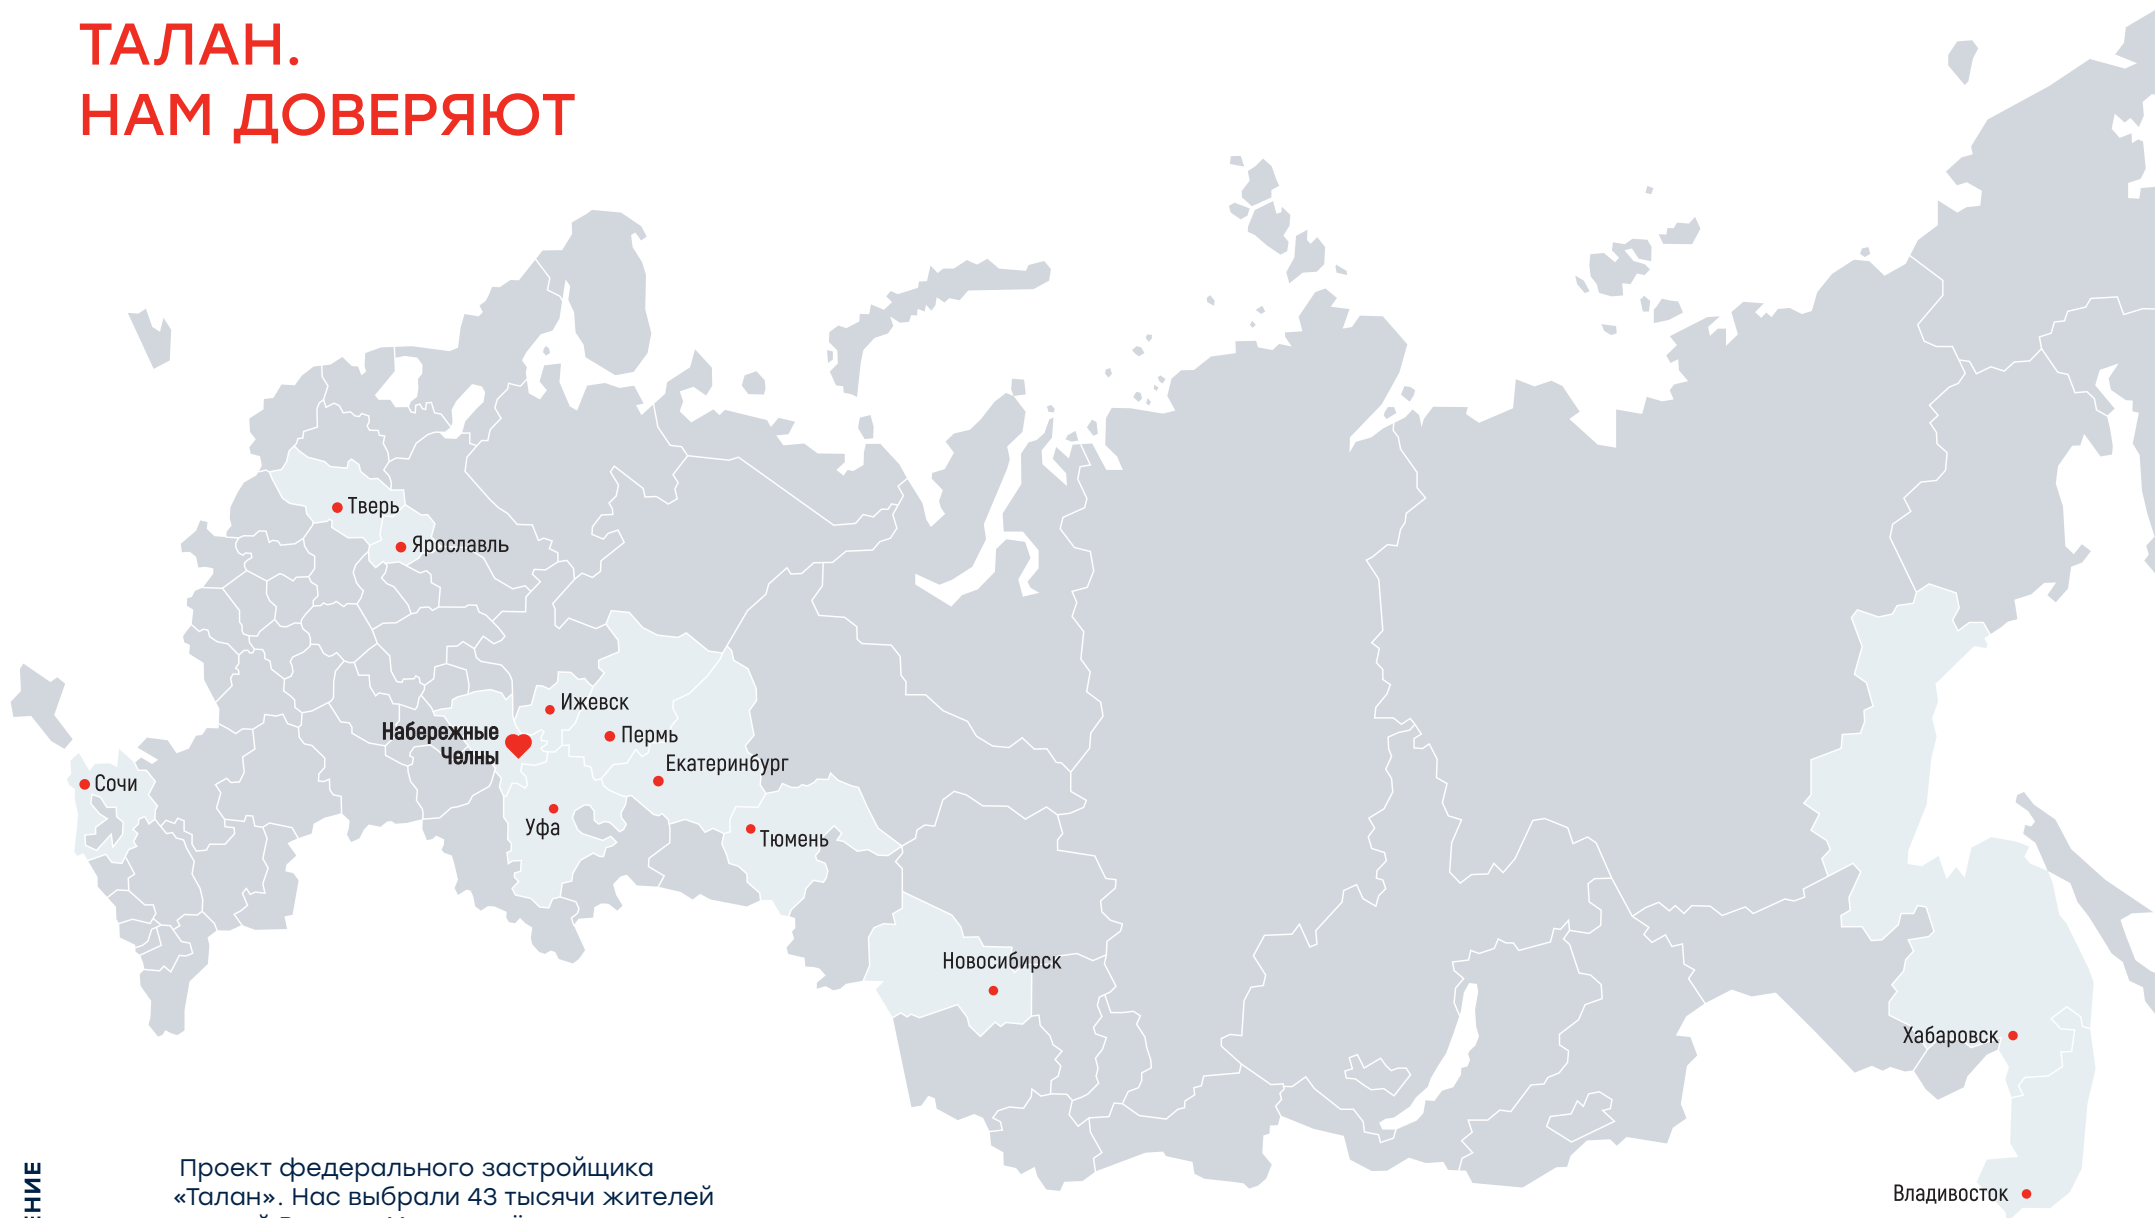 ТАЛАН.
НАМ ДОВЕРЯЮТ
Тверь
Ярославль
Ижевск
Набережные
Челны
Пермь
Екатеринбург
Сочи
Уфа
Тюмень
Новосибирск
Хабаровск
Владивосток
Проект федерального застройщика
«Талан». Нас выбрали 43 тысячи жителей